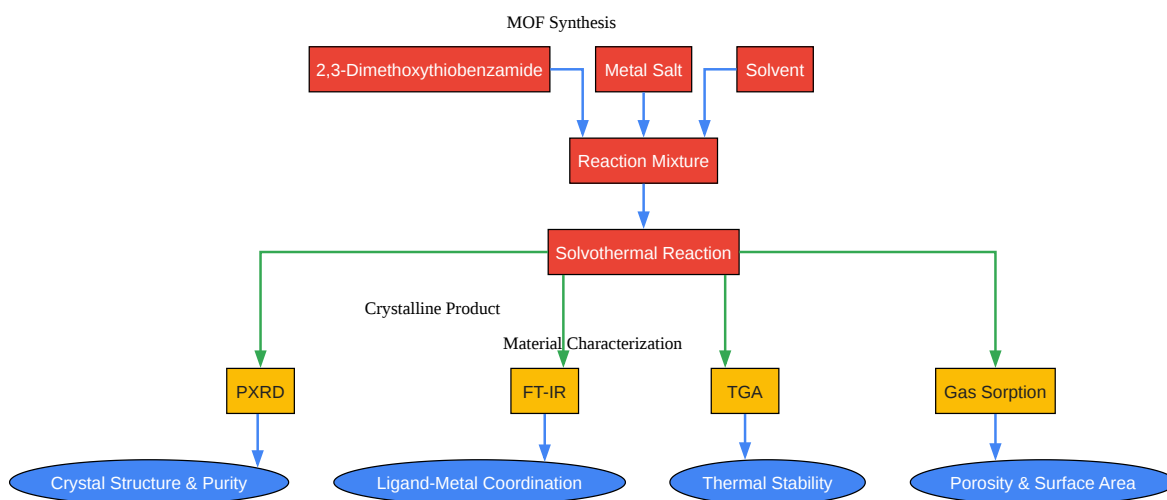 MOF Synthesis
2,3-Dimethoxythiobenzamide
Metal Salt
Solvent
Reaction Mixture
Solvothermal Reaction
Crystalline Product
Material Characterization
PXRD
FT-IR
TGA
Gas Sorption
Crystal Structure & Purity
Ligand-Metal Coordination
Thermal Stability
Porosity & Surface Area